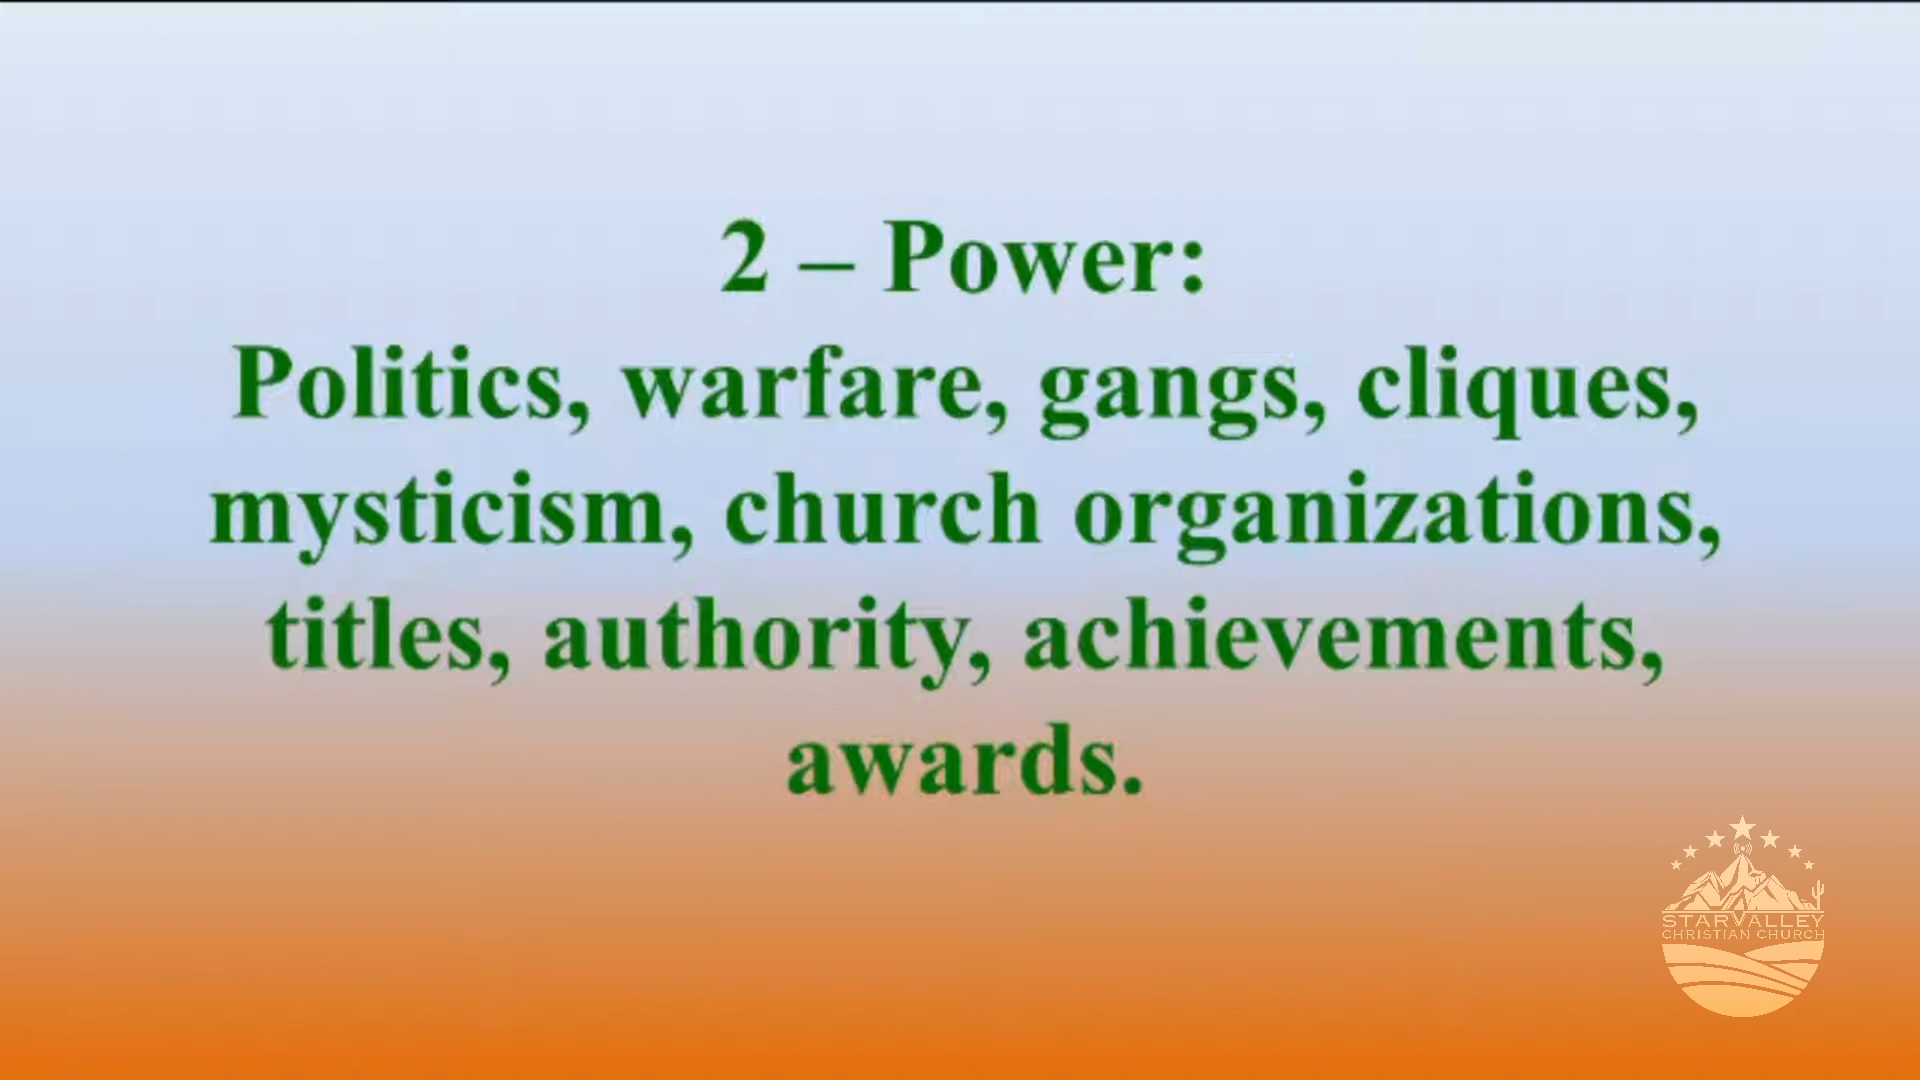 2 – Power:
Politics, warfare, gangs, cliques,
mysticism, church organizations,
titles, authority, achievements,
awards.
STARVALLEY
CHRISTIAN CHURCH